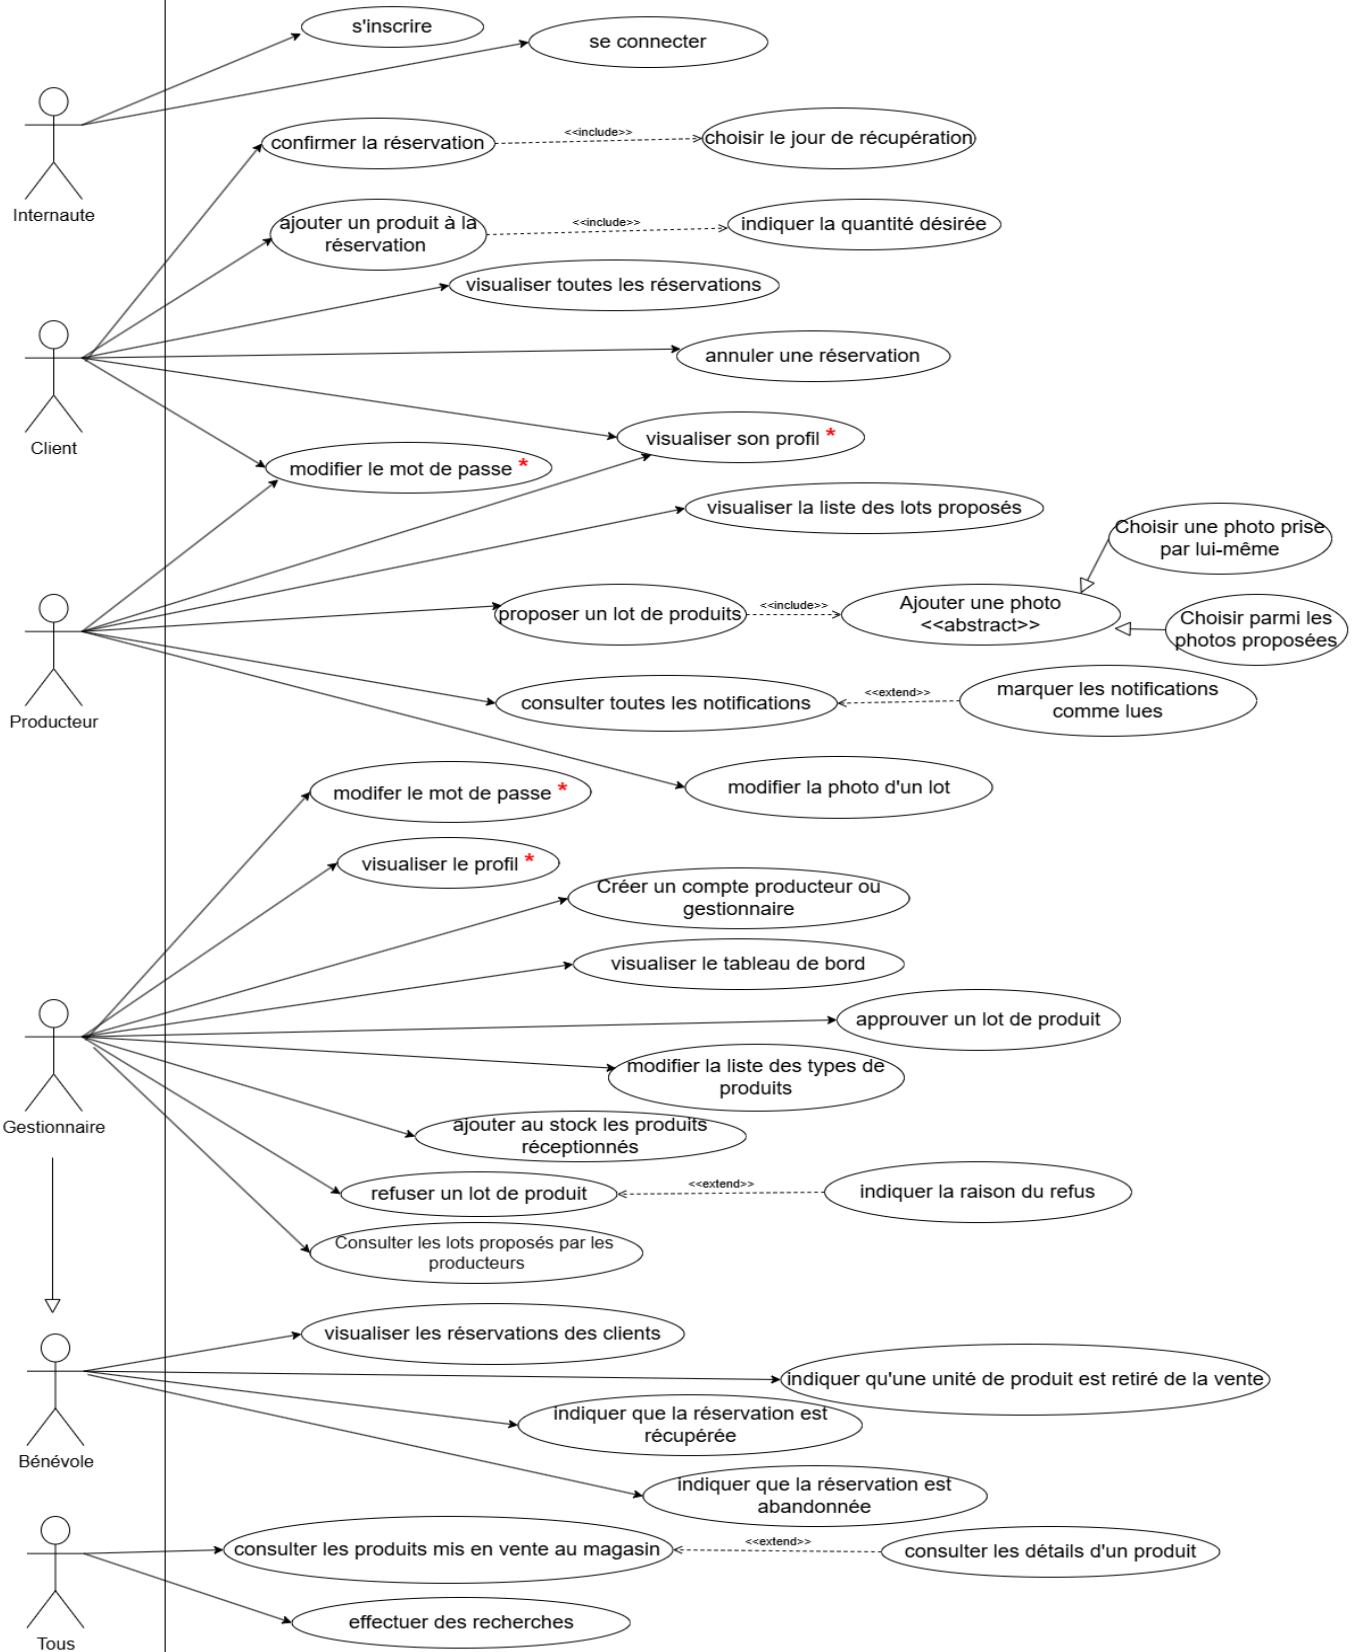 s'inscrire
se connecter
Internaute
confirmer la réservation
<<include>>
choisir le jour de récupération
ajouter un produit à la
réservation
<<include>>
indiquer la quantité désirée
visualiser toutes les réservations
annuler une réservation
Client
visualiser son profil *
modifier le mot de passe *
visualiser la liste des lots proposés
Choisir une photo prise
par lui-même
proposer un lot de produits
<<include>>
Ajouter une photo
<<abstract>>
Choisir parmi les
photos proposées
Producteur
consulter toutes les notifications
<<extend>>
marquer les notifications
comme lues
modifier la photo d'un lot
modifer le mot de passe *
visualiser le profil *
Créer un compte producteur ou
gestionnaire
visualiser le tableau de bord
approuver un lot de produit
modifier la liste des types de
produits
Gestionnaire
ajouter au stock les produits
réceptionnés
refuser un lot de produit
<<extend>>
indiquer la raison du refus
Consulter les lots proposés par les
producteurs
visualiser les réservations des clients
indiquer qu'une unité de produit est retiré de la vente
indiquer que la réservation est
récupérée
Bénévole
indiquer que la réservation est
abandonnée
consulter les produits mis en vente au magasin
<<extend>>
consulter les détails d'un produit
effectuer des recherches
Tous